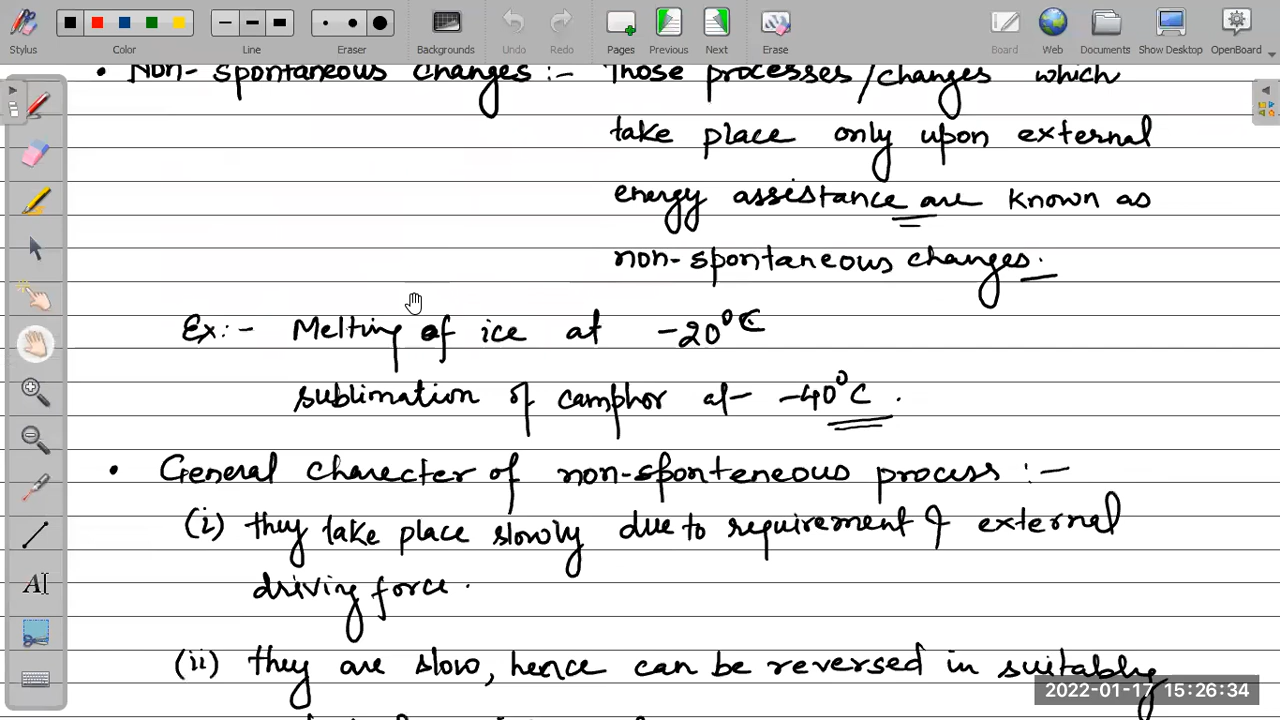 Stylus Color Line Eraser Backgrounds Undo Redo Pages Previous Next Erase Board Web Documents Show Desktop OpenBoard
• Non-spontaneous changes :- Those processes/changes which
take place only upon external
energy assistance are known as
non-spontaneous changes.
Ex:- Melting of ice at -20°C
sublimation of camphor at -40°C.
• General charecter of non-sponteneous process :-
(i) they take place slowly due to requirement of external
driving force.
(ii) they are slow, hence can be reversed in suitably
2022-01-17 15:26:34